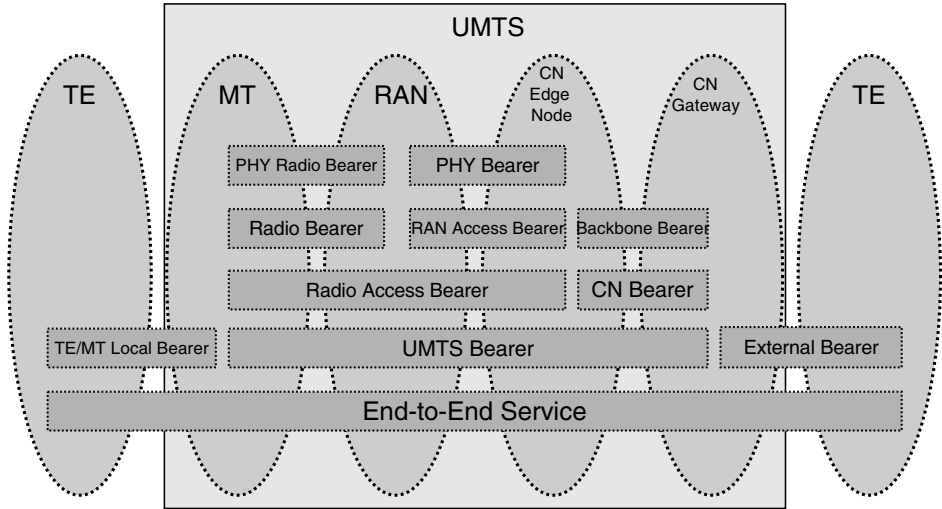 UMTS
TE
MT
RAN
CN
Edge
Node
CN
Gateway
TE
PHY Radio Bearer
PHY Bearer
Radio Bearer
RAN Access Bearer
Backbone Bearer
Radio Access Bearer
CN Bearer
TE/MT Local Bearer
UMTS Bearer
External Bearer
End-to-End Service